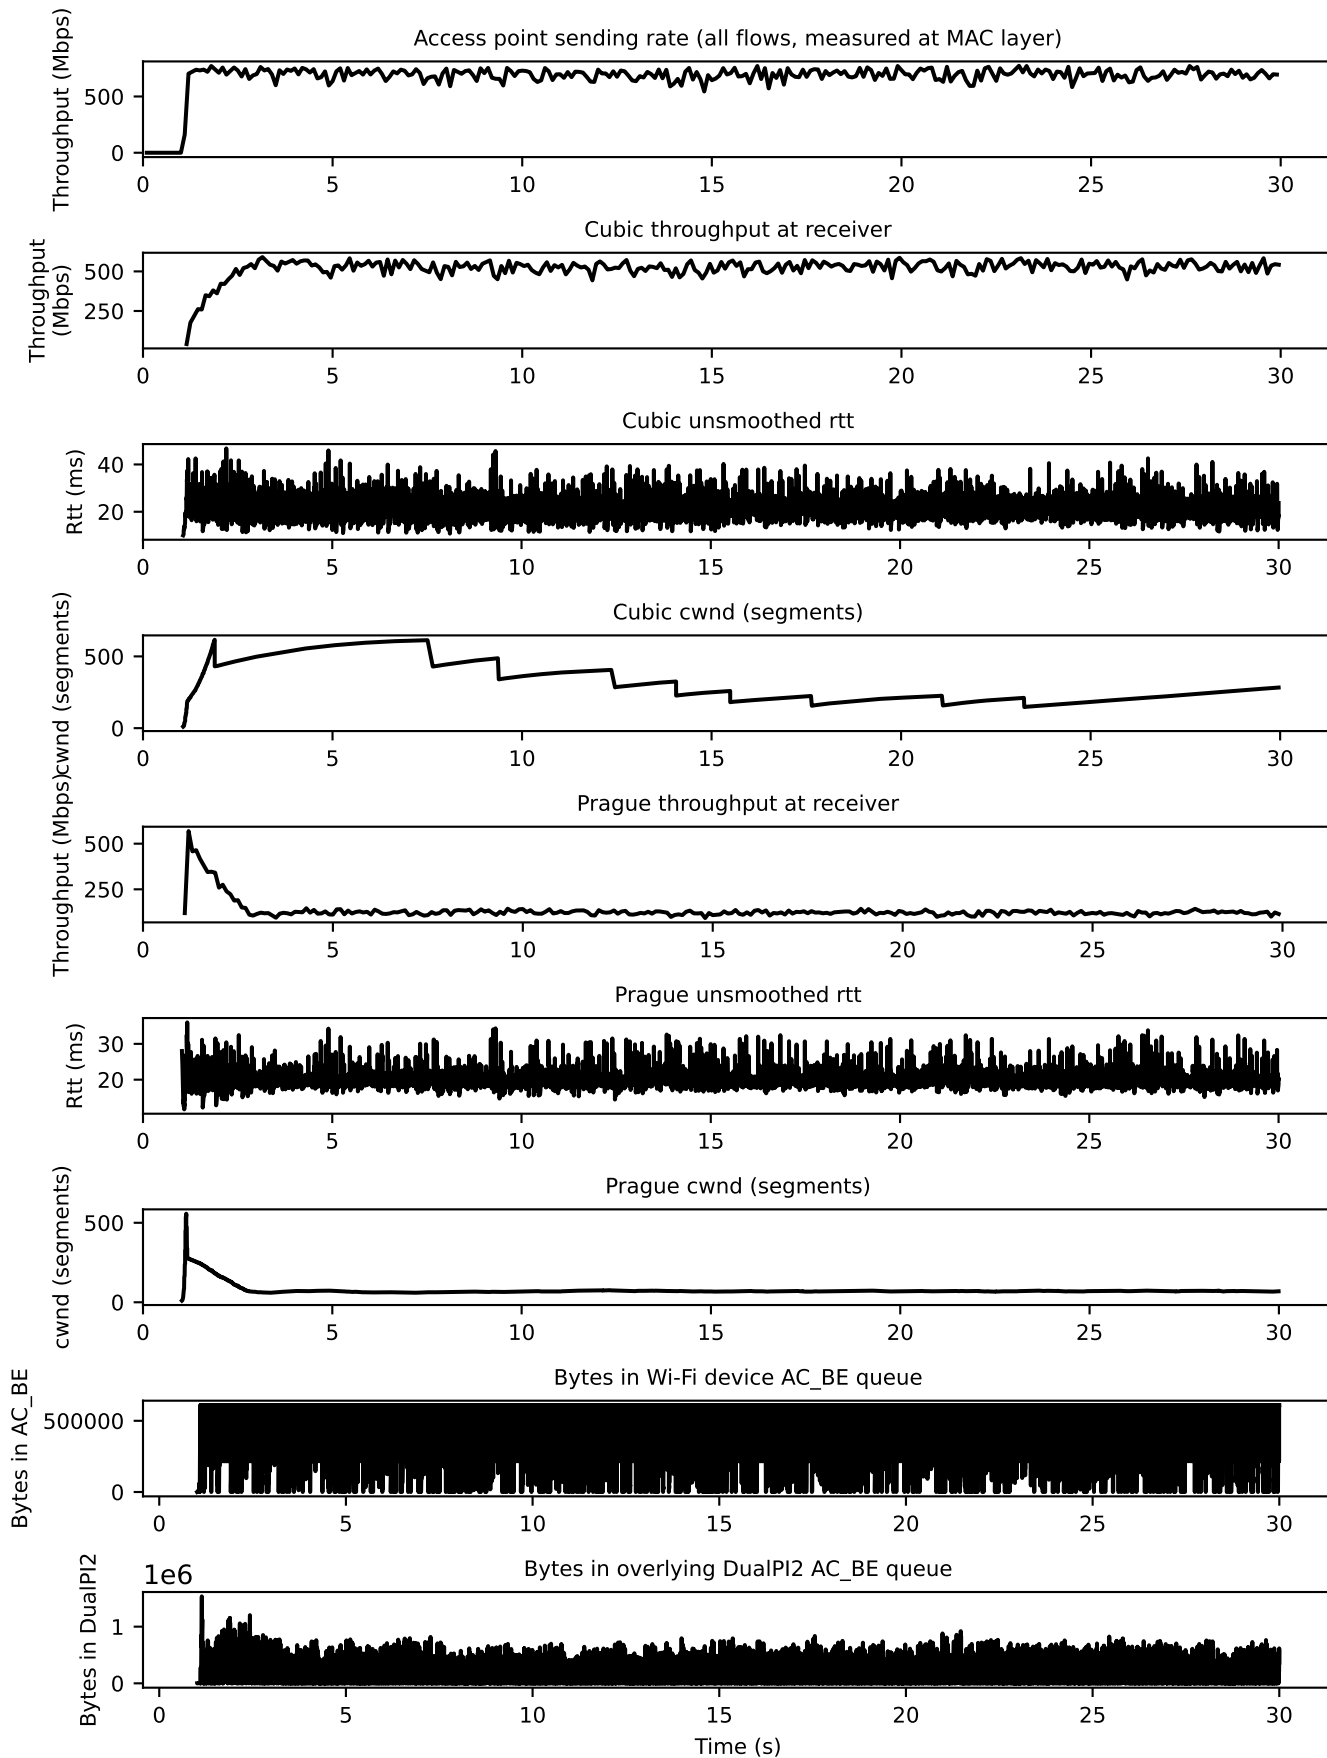 Access point sending rate (all flows, measured at MAC layer)
Throughput (Mbps)
500
0
0 5 10 15 20 25 30
Cubic throughput at receiver
Throughput
(Mbps)
500
250
0 5 10 15 20 25 30
Cubic unsmoothed rtt
Rtt (ms)
40
20
0 5 10 15 20 25 30
Cubic cwnd (segments)
cwnd (segments)
500
0
0 5 10 15 20 25 30
Prague throughput at receiver
Throughput (Mbps)
500
250
0 5 10 15 20 25 30
Prague unsmoothed rtt
Rtt (ms)
30
20
0 5 10 15 20 25 30
Prague cwnd (segments)
cwnd (segments)
500
0
0 5 10 15 20 25 30
Bytes in Wi-Fi device AC_BE queue
Bytes in AC_BE
500000
0
0 5 10 15 20 25 30
Bytes in overlying DualPI2 AC_BE queue
1e6
Bytes in DualPI2
1
0
0 5 10 15 20 25 30
Time (s)